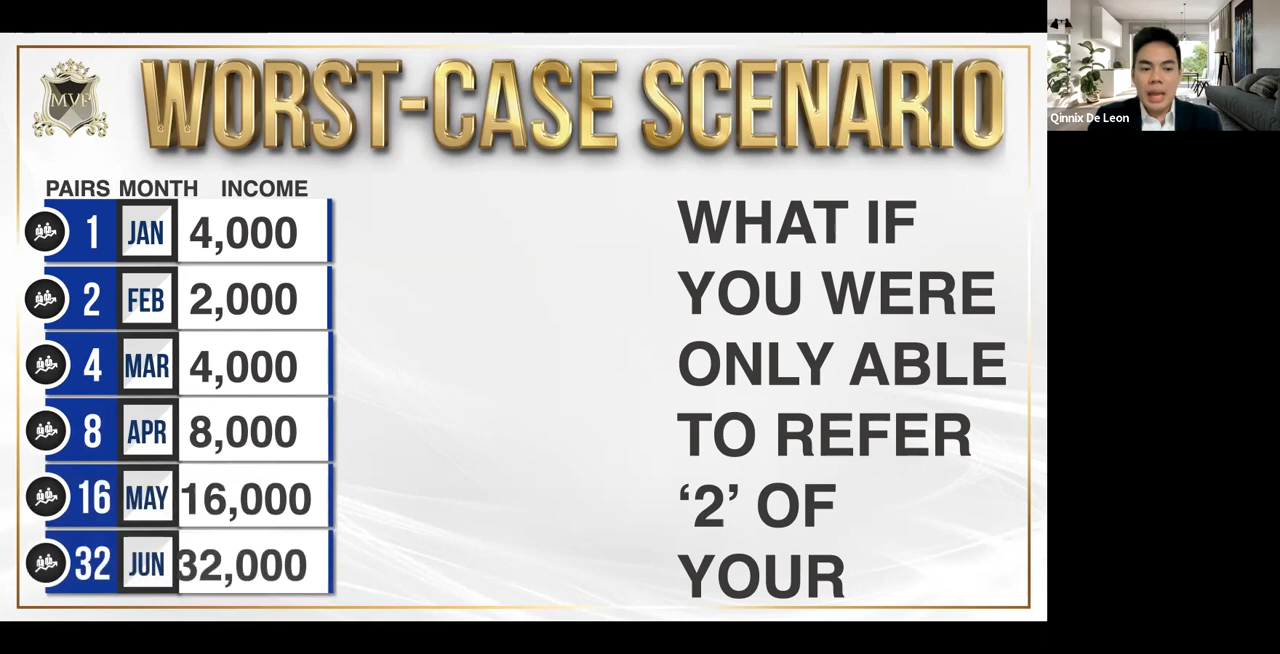 MVP
WORST-CASE SCENARIO
PAIRS MONTH INCOME
1 JAN 4,000
2 FEB 2,000
4 MAR 4,000
8 APR 8,000
16 MAY 16,000
32 JUN 32,000
WHAT IF
YOU WERE
ONLY ABLE
TO REFER
‘2’ OF
YOUR
Qinnix De Leon